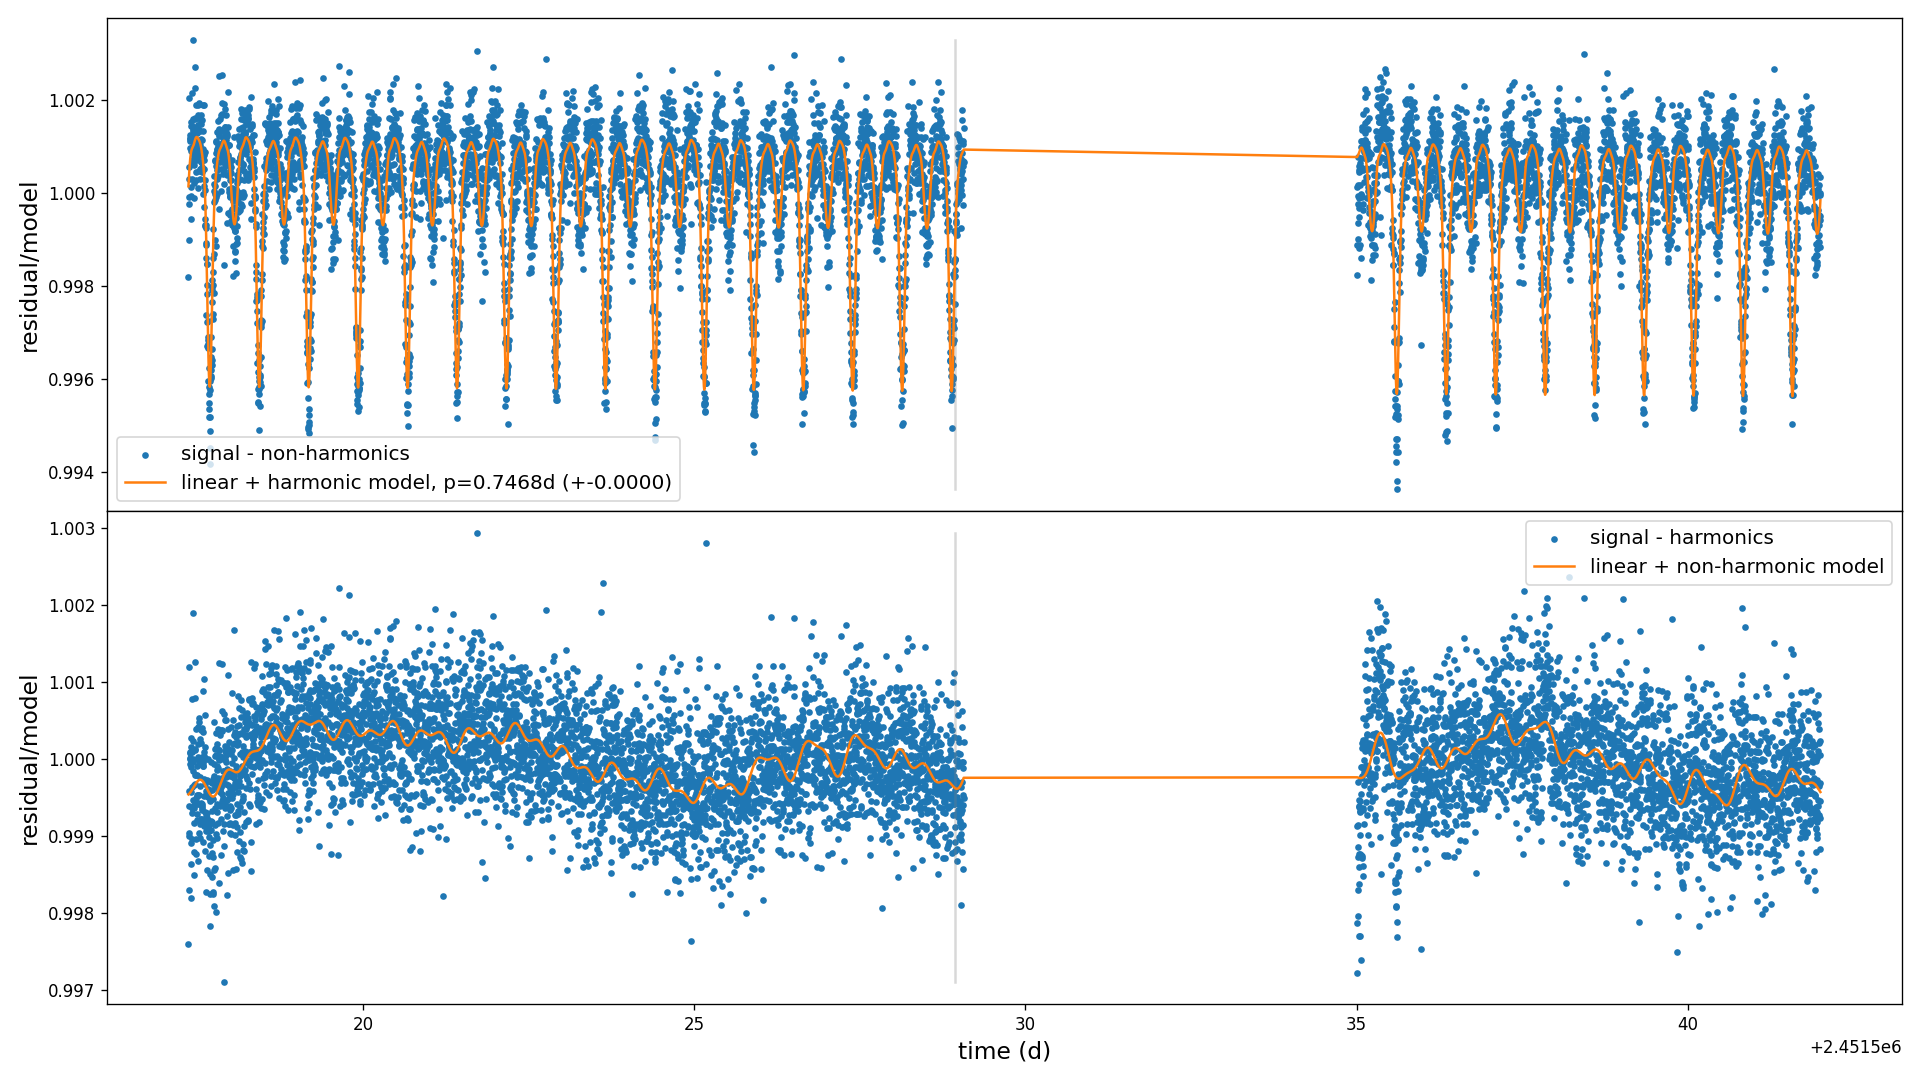 residual/model
1.002
1.000
0.998
0.996
0.994
signal - non-harmonics
linear + harmonic model, p=0.7468d (+-0.0000)
residual/model
1.003
1.002
1.001
1.000
0.999
0.998
0.997
signal - harmonics
linear + non-harmonic model
20
25
30
35
40
time (d)
+2.4515e6